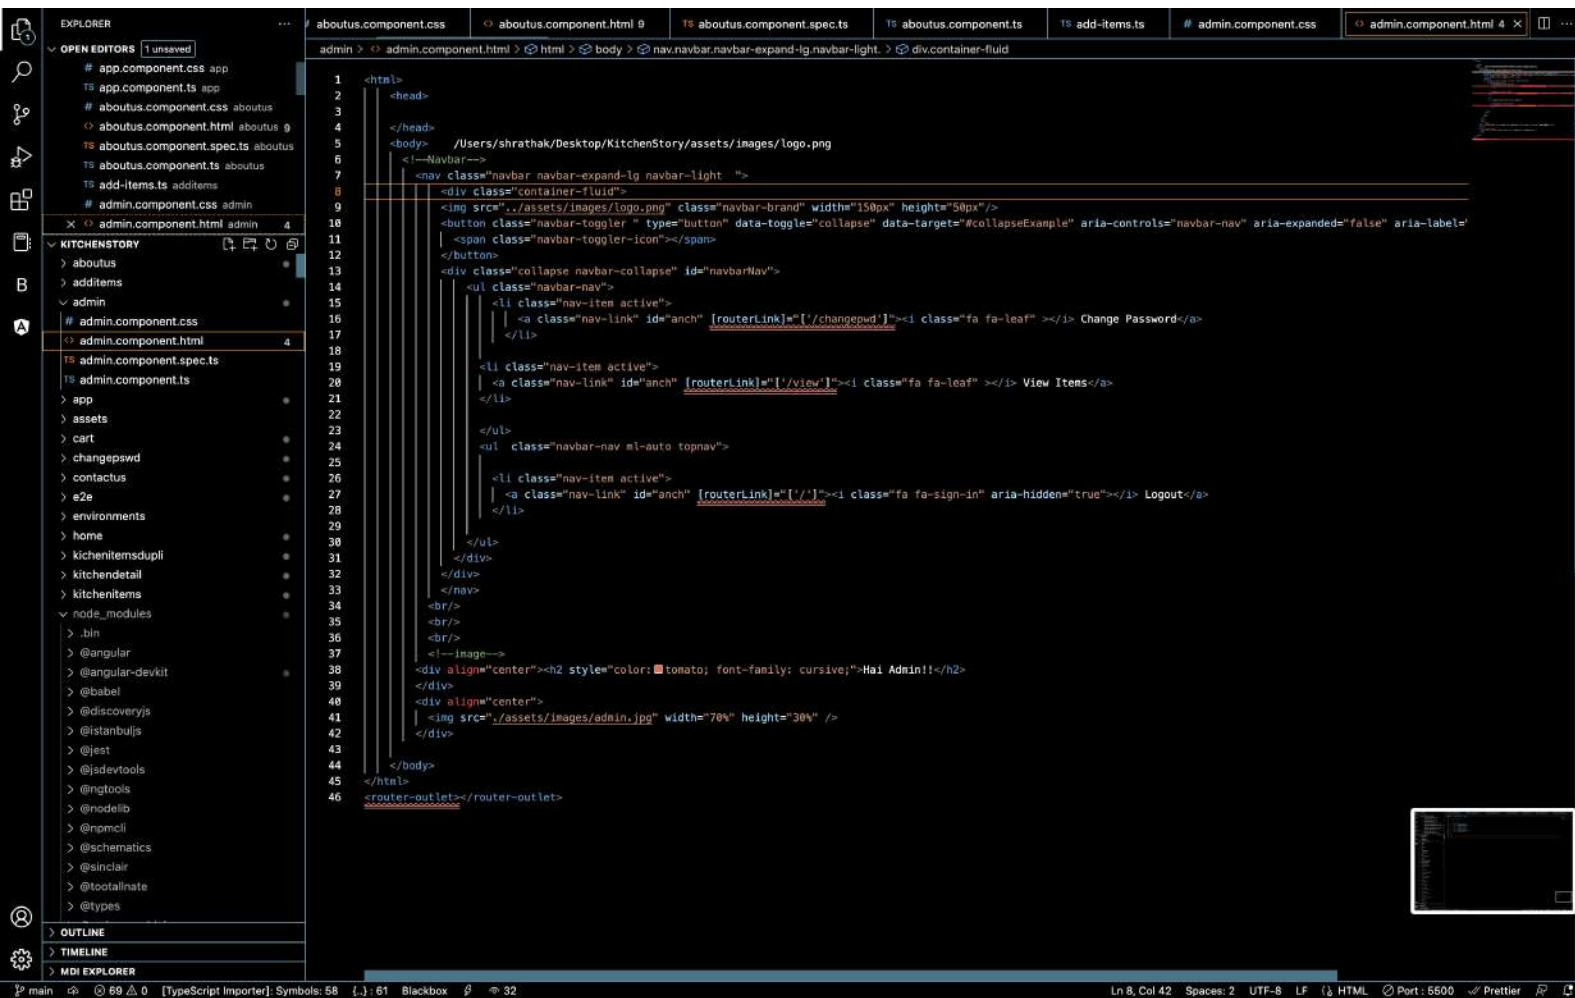 EXPLORER
OPEN EDITORS 1 unsaved
# app.component.css app
TS app.component.ts app
# aboutus.component.css aboutus
<> aboutus.component.html aboutus 9
TS aboutus.component.spec.ts aboutus
TS aboutus.component.ts aboutus
TS add-items.ts additems
# admin.component.css admin
<> admin.component.html admin 4
KITCHENSTORY
aboutus
additems
admin
# admin.component.css
<> admin.component.html 4
TS admin.component.spec.ts
TS admin.component.ts
app
assets
cart
changepswd
contactus
e2e
environments
home
kichenitemsdupli
kitchendetail
kitchenitems
node_modules
.bin
@angular
@angular-devkit
@babel
@discoveryjs
@istanbuljs
@jest
@jsdevtools
@ngtools
@nodelib
@npmcli
@schematics
@sinclair
@tootallnate
@types
OUTLINE
TIMELINE
MDI EXPLORER
aboutus.component.css <> aboutus.component.html 9 TS aboutus.component.spec.ts TS aboutus.component.ts TS add-items.ts # admin.component.css <> admin.component.html 4
admin > <> admin.component.html > html > body > nav.navbar.navbar-expand-lg.navbar-light. > div.container-fluid
1 <html>
2 <head>
3
4 </head>
5 <body> /Users/shrathak/Desktop/KitchenStory/assets/images/logo.png
6 <!--Navbar-->
7 <nav class="navbar navbar-expand-lg navbar-light ">
8 <div class="container-fluid">
9 <img src="../assets/images/logo.png" class="navbar-brand" width="150px" height="50px"/>
10 <button class="navbar-toggler " type="button" data-toggle="collapse" data-target="#collapseExample" aria-controls="navbar-nav" aria-expanded="false" aria-label="
11 <span class="navbar-toggler-icon"></span>
12 </button>
13 <div class="collapse navbar-collapse" id="navbarNav">
14 <ul class="navbar-nav">
15 <li class="nav-item active">
16 <a class="nav-link" id="anch" [routerLink]="['/changepwd']"><i class="fa fa-leaf" ></i> Change Password</a>
17 </li>
18
19 <li class="nav-item active">
20 <a class="nav-link" id="anch" [routerLink]="['/view']"><i class="fa fa-leaf" ></i> View Items</a>
21 </li>
22
23 </ul>
24 <ul class="navbar-nav ml-auto topnav">
25
26 <li class="nav-item active">
27 <a class="nav-link" id="anch" [routerLink]="['/']"><i class="fa fa-sign-in" aria-hidden="true"></i> Logout</a>
28 </li>
29
30 </ul>
31 </div>
32 </div>
33 </nav>
34 <br/>
35 <br/>
36 <br/>
37 <!--image-->
38 <div align="center"><h2 style="color: tomato; font-family: cursive;">Hai Admin!!</h2>
39 </div>
40 <div align="center">
41 <img src="./assets/images/admin.jpg" width="70%" height="30%" />
42 </div>
43
44 </body>
45 </html>
46 <router-outlet></router-outlet>
main 69 0 [TypeScript Importer]: Symbols: 58 {..} : 61 Blackbox 32 Ln 8, Col 42 Spaces: 2 UTF-8 LF HTML Port : 5500 Prettier